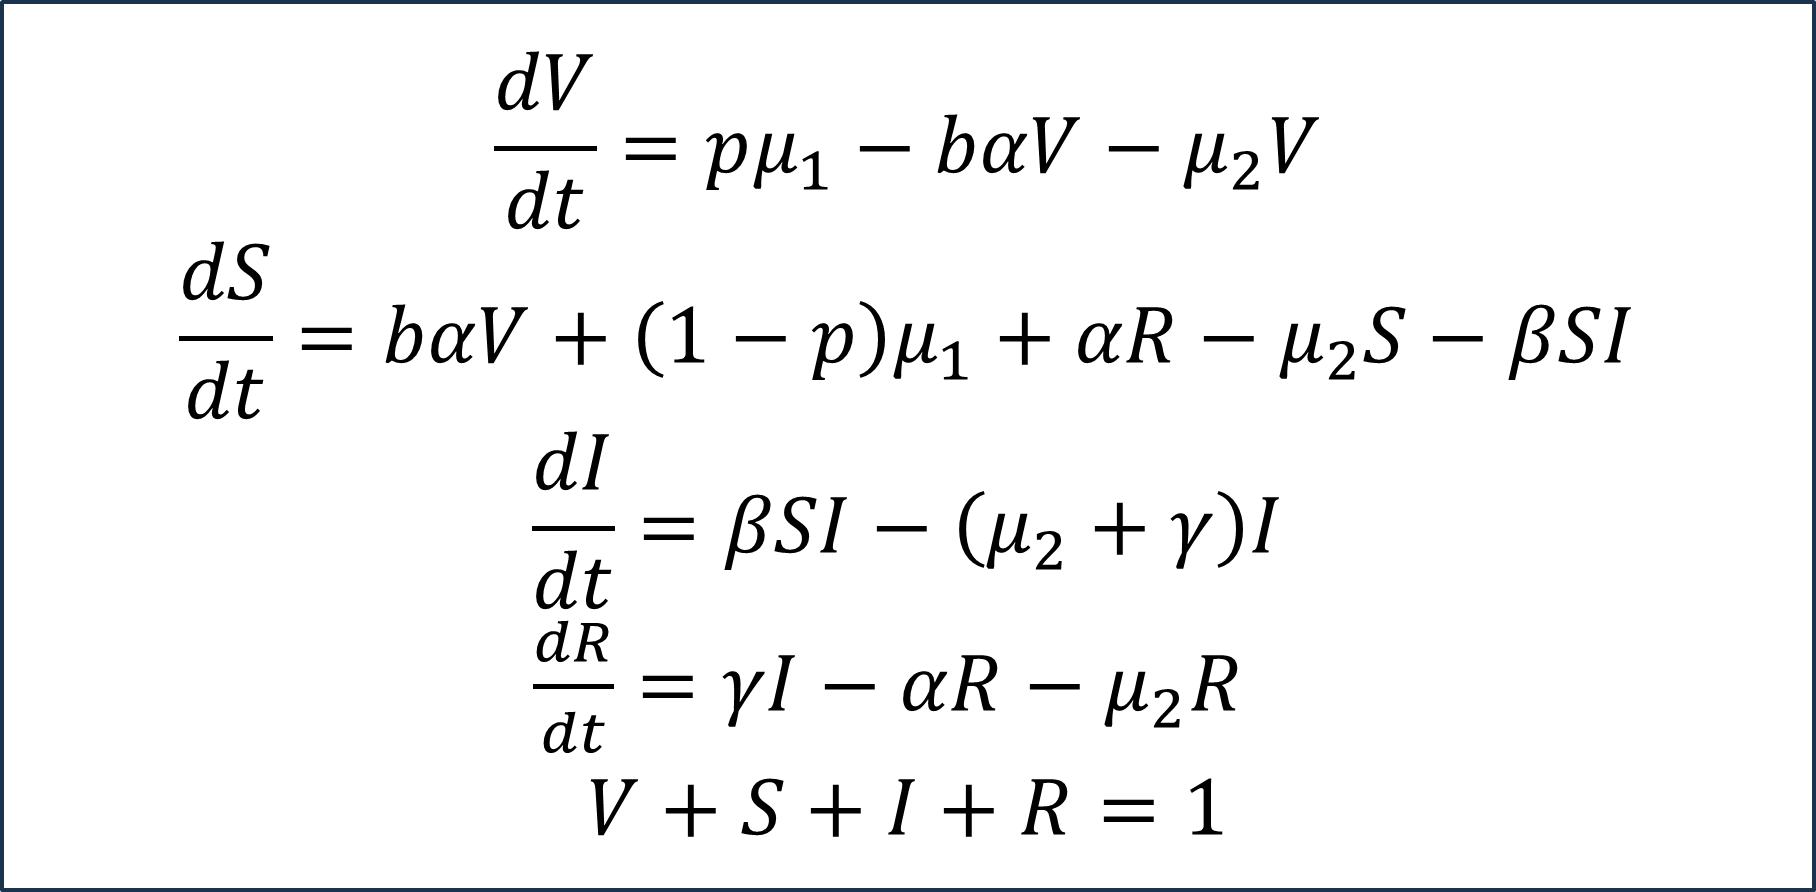 dV/dt = pμ₁ − bαV − μ₂V
dS/dt = bαV + (1 − p)μ₁ + αR − μ₂S − βSI
dI/dt = βSI − (μ₂ + γ)I
dR/dt = γI − αR − μ₂R
V + S + I + R = 1